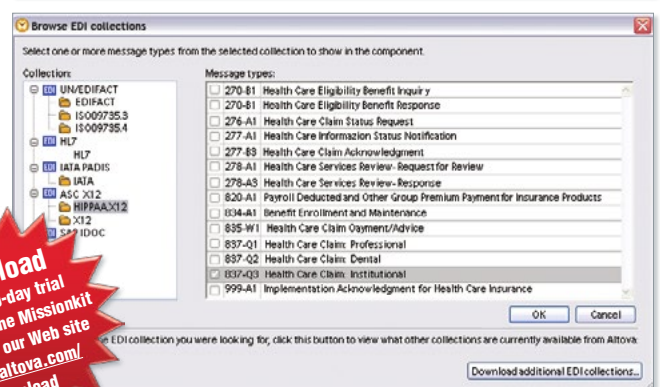 Browse EDI collections
Select one or more message types from the selected collection to show in the component.
Collection:
UN/EDIFACT
EDIFACT
ISO09735.3
ISO09735.4
HL7
HL7
IATA PADIS
IATA
ASC X12
HIPPAA.X12
X12
SAP IDOC
Message types:
270-B1 Health Care Eligibility Benefit Inquiry
270-B1 Health Care Eligibility Benefit Response
276-A1 Health Care Claim Status Request
277-A1 Health Care Informazion Status Notification
277-B3 Health Care Claim Acknowledgment
278-A1 Health Care Services Review- Request for Review
278-A3 Health Care Services Review- Response
820-A1 Payroll Deducted and Other Group Premium Payment for Insurance Products
834-A1 Benefit Enrollment and Maintenance
835-W1 Health Care Claim Oayment/Advice
837-Q1 Health Care Claim: Professional
837-Q2 Health Care Claim: Dental
837-Q3 Health Care Claim: Institutional
999-A1 Implementation Acknowledgment for Health Care Insurance
OK
Cancel
EDI collection you were looking for, click this button to view what other collections are currently available from Altova:
Download additional EDI collections...
load
-day trial
ne Missionkit
our Web site
altova.com/
load